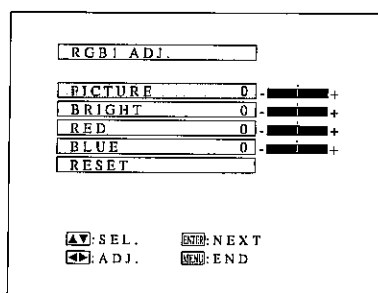 RGB1 ADJ.
PICTURE 0 - +
BRIGHT 0 - +
RED 0 - +
BLUE 0 - +
RESET
▲▼:SEL. ENTER:NEXT
◀▶:ADJ. MENU:END